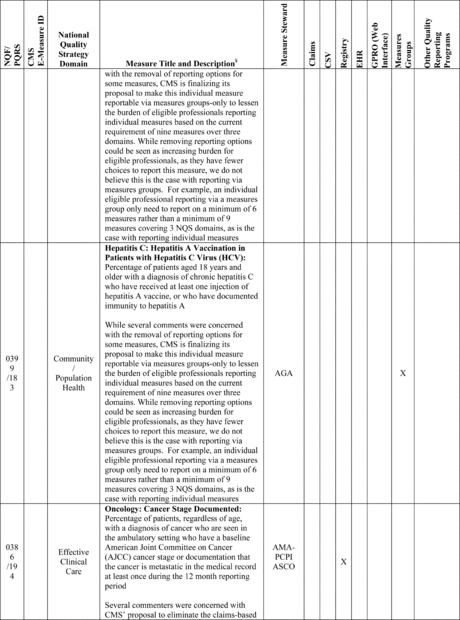 NQF/
PQRS
CMS
E-Measure ID
National
Quality
Strategy
Domain
Measure Title and Description¥
Measure Steward
Claims
CSV
Registry
EHR
GPRO (Web
Interface)
Measures
Groups
Other Quality
Reporting
Programs
with the removal of reporting options for
some measures, CMS is finalizing its
proposal to make this individual measure
reportable via measures groups-only to lessen
the burden of eligible professionals reporting
individual measures based on the current
requirement of nine measures over three
domains. While removing reporting options
could be seen as increasing burden for
eligible professionals, as they have fewer
choices to report this measure, we do not
believe this is the case with reporting via
measures groups.  For example, an individual
eligible professional reporting via a measures
group only need to report on a minimum of 6
measures rather than a minimum of 9
measures covering 3 NQS domains, as is the
case with reporting individual measures
039
9
/18
3
Community
/
Population
Health
Hepatitis C: Hepatitis A Vaccination in
Patients with Hepatitis C Virus (HCV):
Percentage of patients aged 18 years and
older with a diagnosis of chronic hepatitis C
who have received at least one injection of
hepatitis A vaccine, or who have documented
immunity to hepatitis A
While several comments were concerned
with the removal of reporting options for
some measures, CMS is finalizing its
proposal to make this individual measure
reportable via measures groups-only to lessen
the burden of eligible professionals reporting
individual measures based on the current
requirement of nine measures over three
domains. While removing reporting options
could be seen as increasing burden for
eligible professionals, as they have fewer
choices to report this measure, we do not
believe this is the case with reporting via
measures groups.  For example, an individual
eligible professional reporting via a measures
group only need to report on a minimum of 6
measures rather than a minimum of 9
measures covering 3 NQS domains, as is the
case with reporting individual measures
AGA
X
038
6
/19
4
Effective
Clinical
Care
Oncology: Cancer Stage Documented:
Percentage of patients, regardless of age,
with a diagnosis of cancer who are seen in
the ambulatory setting who have a baseline
American Joint Committee on Cancer
(AJCC) cancer stage or documentation that
the cancer is metastatic in the medical record
at least once during the 12 month reporting
period
Several commenters were concerned with
CMS' proposal to eliminate the claims-based
AMA-
PCPI
ASCO
X